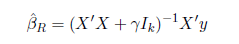 β̂_R = (X′X + γI_k)^{−1}X′y